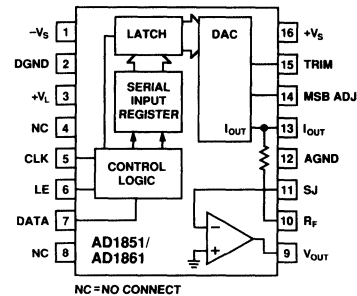 –VS 1
DGND 2
+VL 3
NC 4
CLK 5
LE 6
DATA 7
NC 8
LATCH
DAC
SERIAL
INPUT
REGISTER
IOUT
CONTROL
LOGIC
–
+
AD1851/
AD1861
16 +VS
15 TRIM
14 MSB ADJ
13 IOUT
12 AGND
11 SJ
10 RF
9 VOUT
NC = NO CONNECT